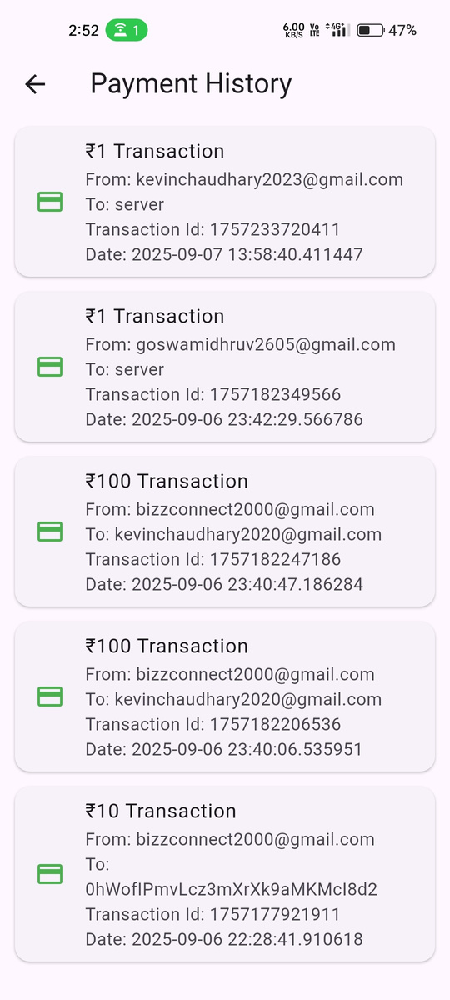 2:52 1 6.00 KB/S Vo LTE 4G+ 47%
Payment History
₹1 Transaction
From: kevinchaudhary2023@gmail.com
To: server
Transaction Id: 1757233720411
Date: 2025-09-07 13:58:40.411447
₹1 Transaction
From: goswamidhruv2605@gmail.com
To: server
Transaction Id: 1757182349566
Date: 2025-09-06 23:42:29.566786
₹100 Transaction
From: bizzconnect2000@gmail.com
To: kevinchaudhary2020@gmail.com
Transaction Id: 1757182247186
Date: 2025-09-06 23:40:47.186284
₹100 Transaction
From: bizzconnect2000@gmail.com
To: kevinchaudhary2020@gmail.com
Transaction Id: 1757182206536
Date: 2025-09-06 23:40:06.535951
₹10 Transaction
From: bizzconnect2000@gmail.com
To:
0hWofIPmvLcz3mXrXk9aMKMcI8d2
Transaction Id: 1757177921911
Date: 2025-09-06 22:28:41.910618